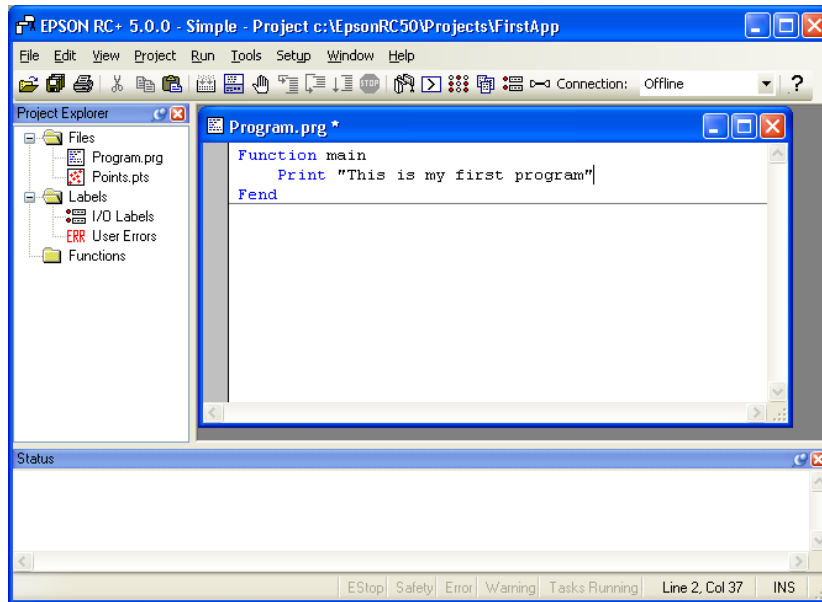 EPSON RC+ 5.0.0 - Simple - Project c:\EpsonRC50\Projects\FirstApp
File Edit View Project Run Tools Setup Window Help
STOP Connection: Offline ?
Project Explorer
Files
Program.prg
Points.pts
Labels
I/O Labels
ERR User Errors
Functions
Program.prg *
Function main
    Print "This is my first program"
Fend
Status
EStop Safety Error Warning Tasks Running Line 2, Col 37 INS